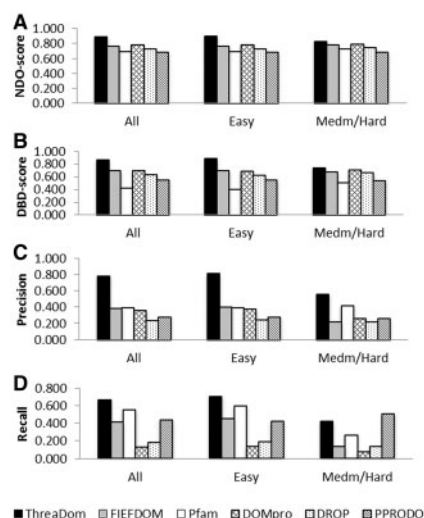 A
NDO-score
1.000
0.800
0.600
0.400
0.200
0.000
All Easy Medm/Hard
B
DBD-score
1.000
0.800
0.600
0.400
0.200
0.000
All Easy Medm/Hard
C
Precision
1.000
0.800
0.600
0.400
0.200
0.000
All Easy Medm/Hard
D
Recall
0.800
0.600
0.400
0.200
0.000
All Easy Medm/Hard
ThreaDom FIEFDOM Pfam DOMpro DROP PPRODO